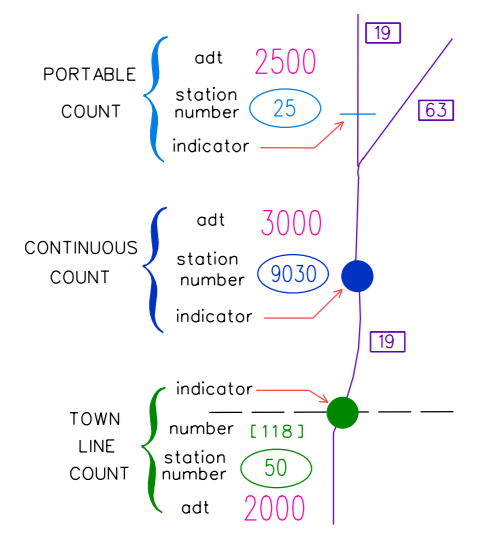 19
adt 2500
PORTABLE
station
number 25
63
COUNT
indicator
adt 3000
CONTINUOUS
station
number 9030
COUNT
indicator
19
indicator
TOWN
number [118]
LINE
station
number 50
COUNT
adt 2000